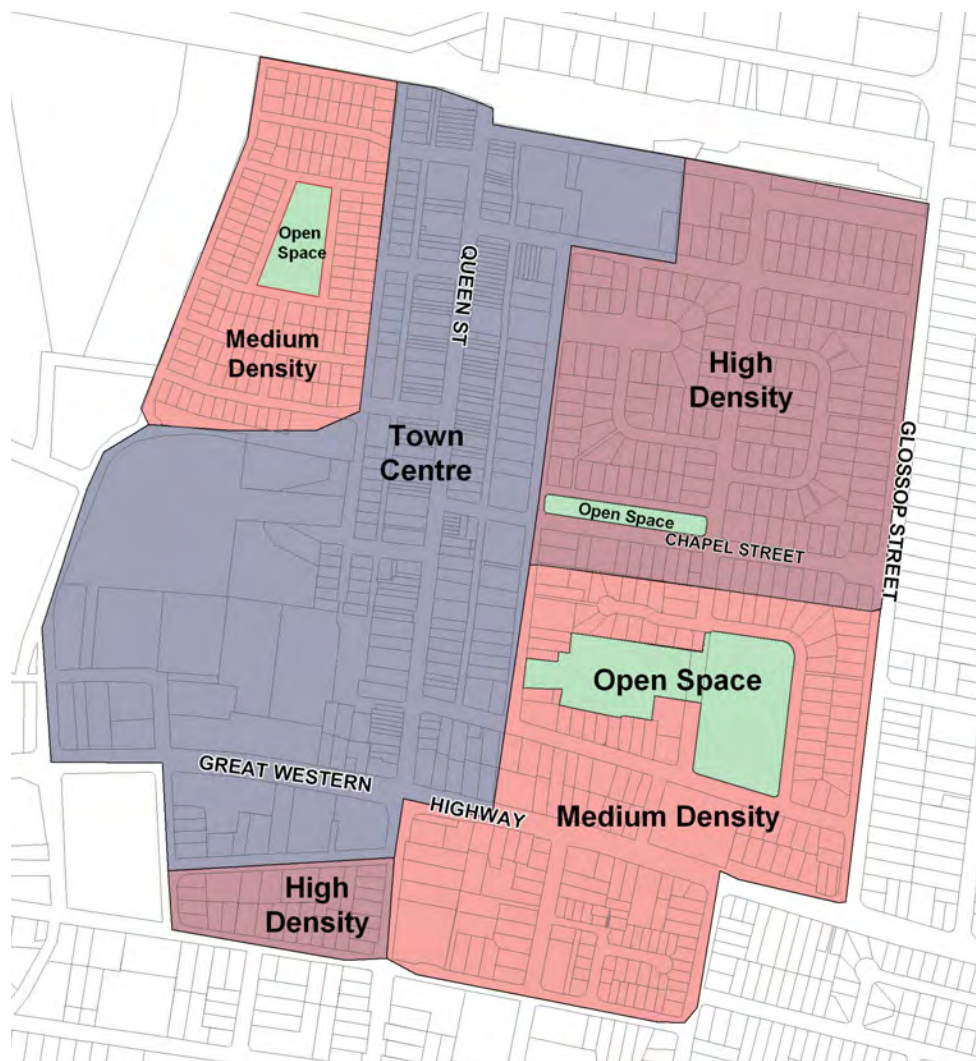 Open
Space
QUEEN ST
Medium
Density
High
Density
Town
Centre
GLOSSOP STREET
Open Space
CHAPEL STREET
Open Space
GREAT WESTERN
HIGHWAY
Medium Density
High
Density